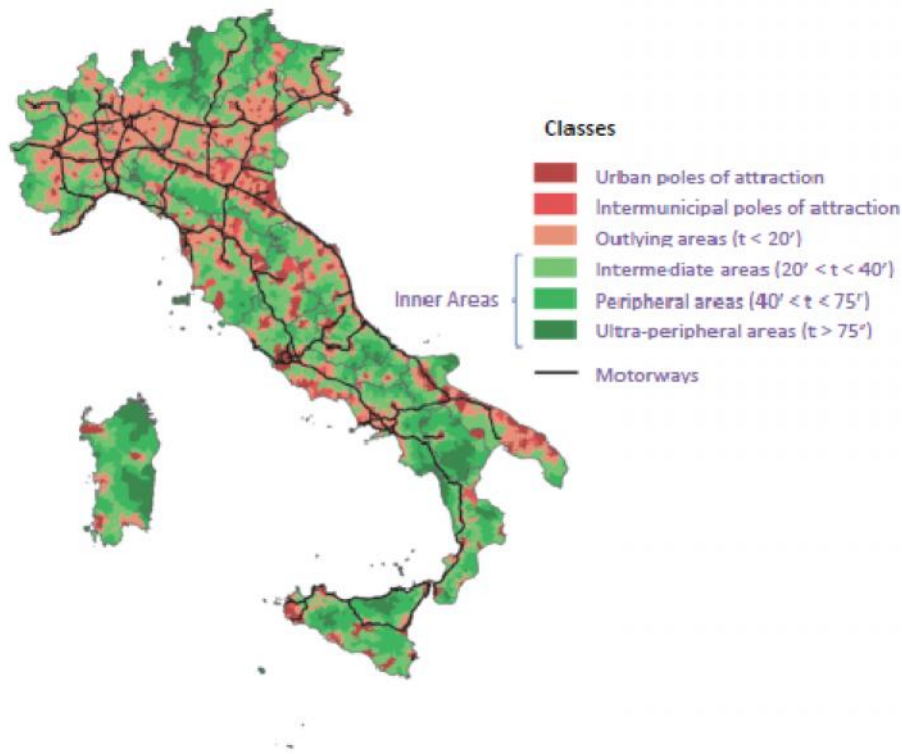 Classes
Urban poles of attraction
Intermunicipal poles of attraction
Outlying areas (t < 20')
Intermediate areas (20' < t < 40')
Inner Areas
Peripheral areas (40' < t < 75')
Ultra-peripheral areas (t > 75')
Motorways